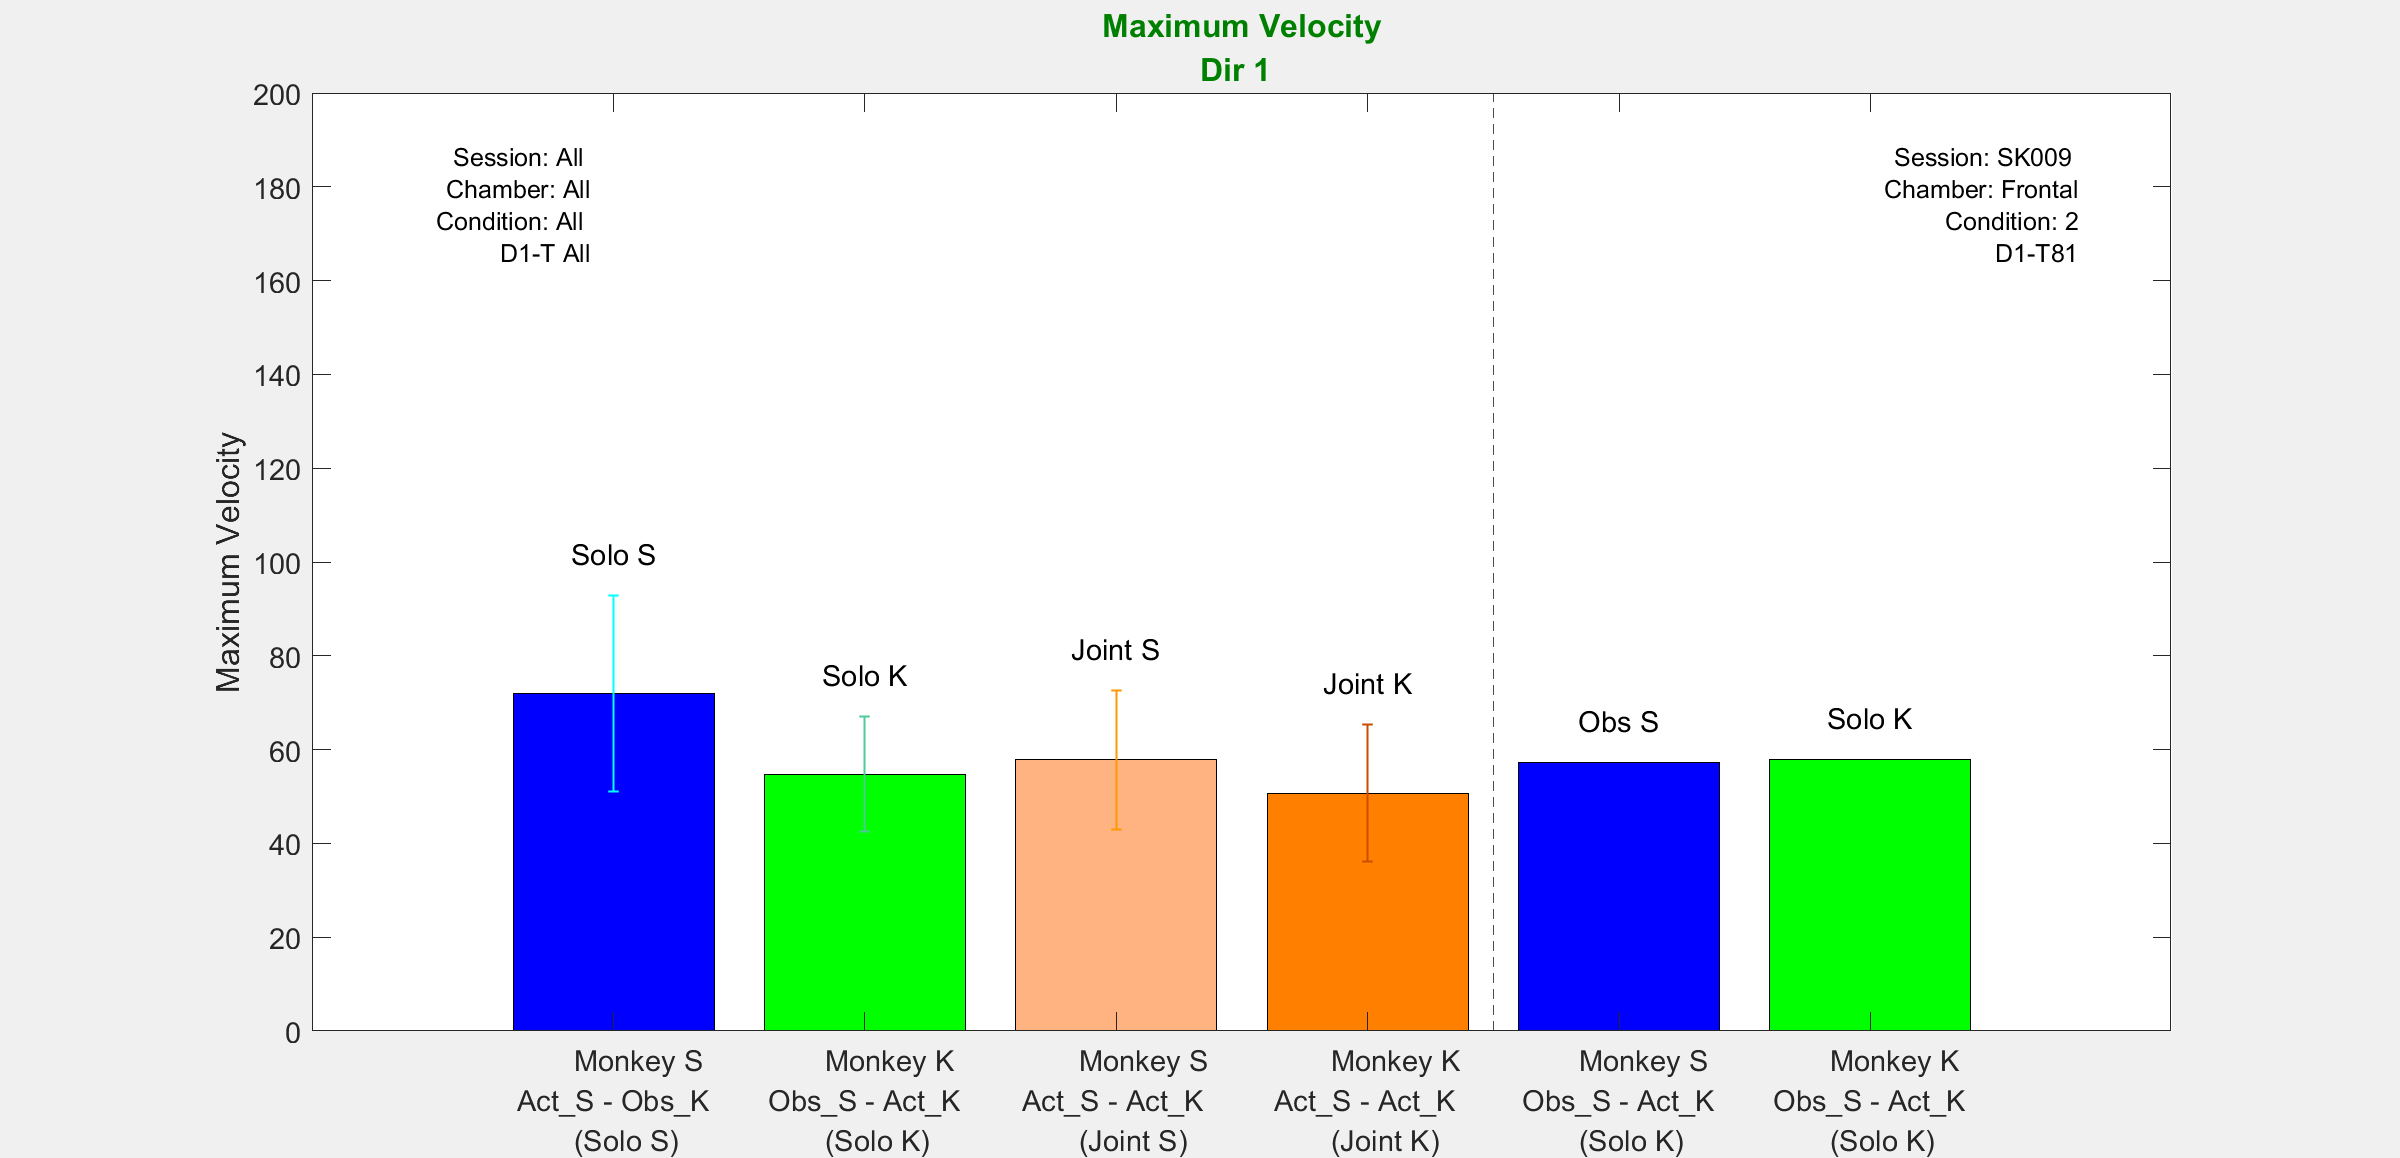 Maximum Velocity
Dir 1
Session: All
Chamber: All
Condition: All
D1-T All
Session: SK009
Chamber: Frontal
Condition: 2
D1-T81
Maximum Velocity
200
180
160
140
120
100
80
60
40
20
0
Solo S
Solo K
Joint S
Joint K
Obs S
Solo K
Monkey S
Act_S - Obs_K
(Solo S)
Monkey K
Obs_S - Act_K
(Solo K)
Monkey S
Act_S - Act_K
(Joint S)
Monkey K
Act_S - Act_K
(Joint K)
Monkey S
Obs_S - Act_K
(Solo K)
Monkey K
Obs_S - Act_K
(Solo K)